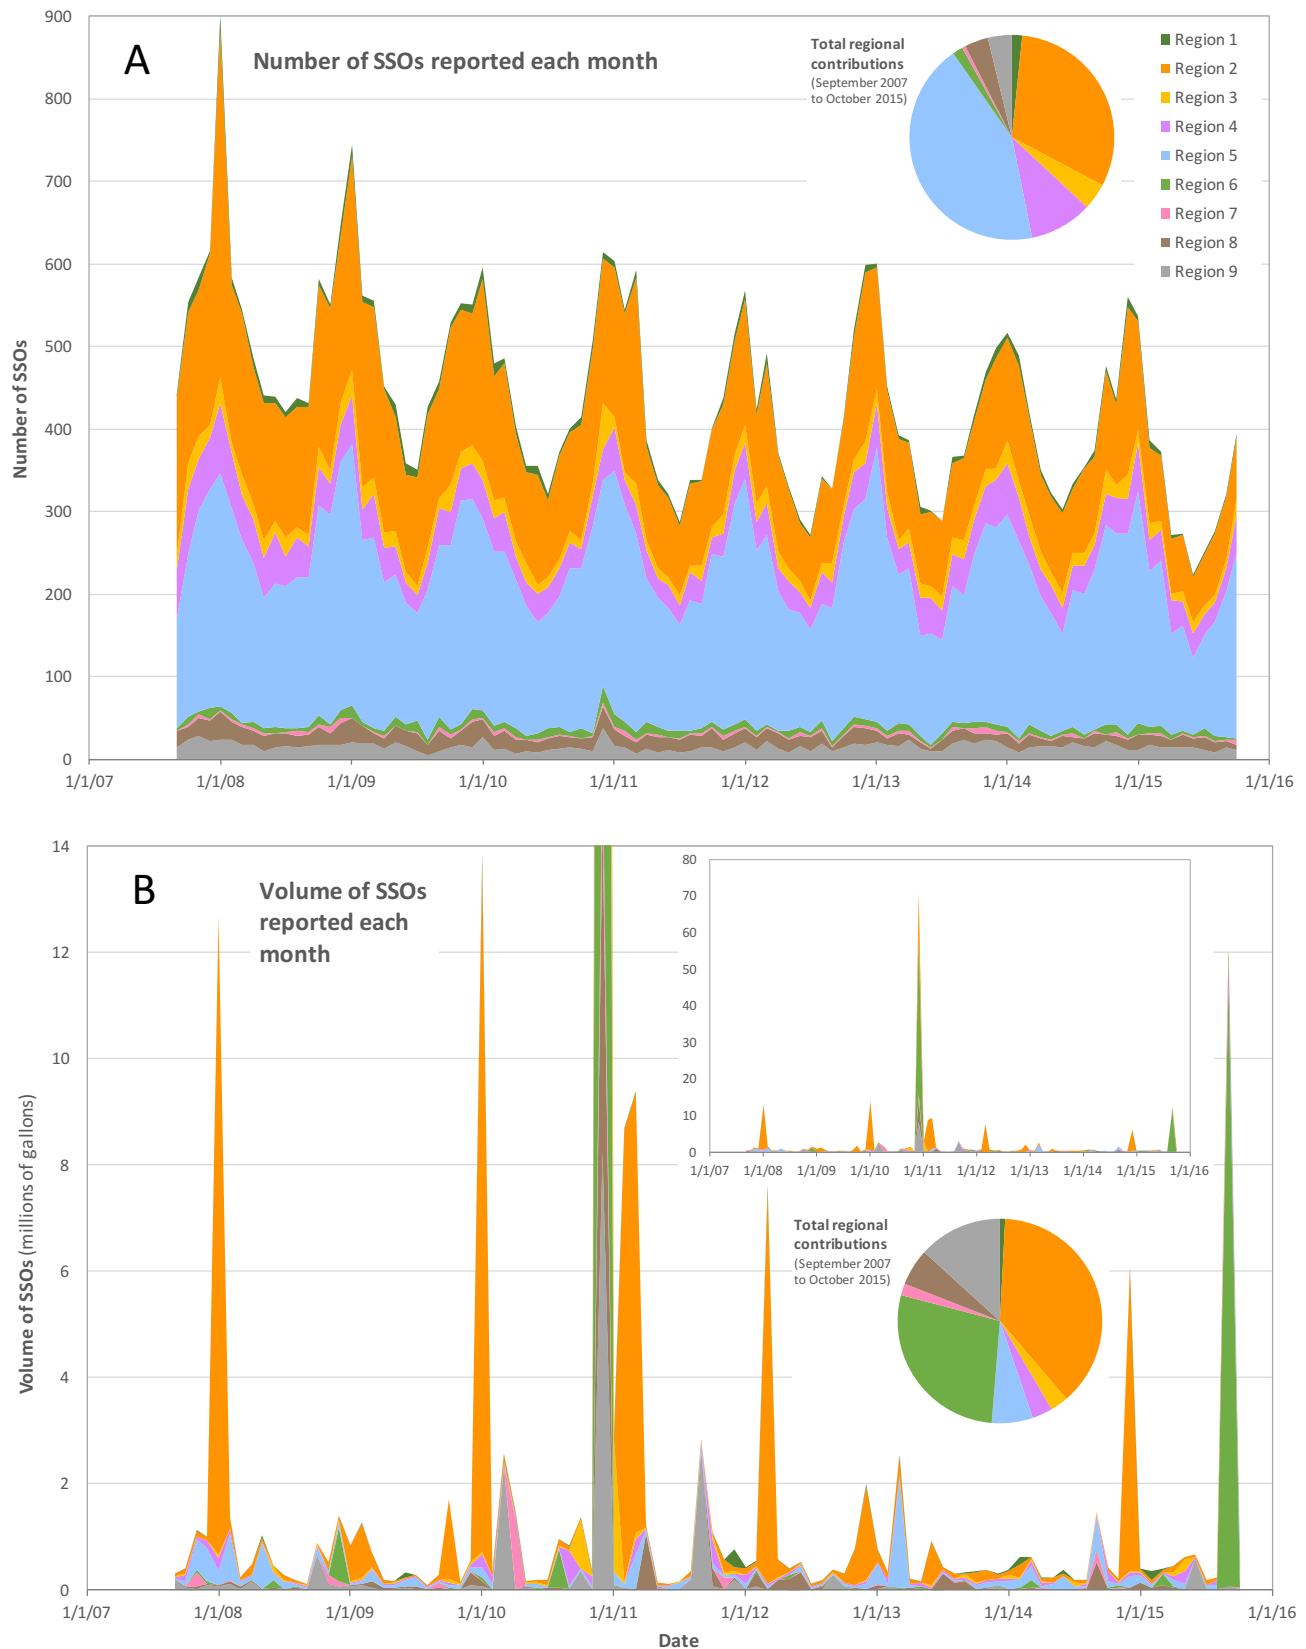 A
Number of SSOs reported each month
Total regional
contributions
(September 2007
to October 2015)
Region 1
Region 2
Region 3
Region 4
Region 5
Region 6
Region 7
Region 8
Region 9
Number of SSOs
900
800
700
600
500
400
300
200
100
0
1/1/07 1/1/08 1/1/09 1/1/10 1/1/11 1/1/12 1/1/13 1/1/14 1/1/15 1/1/16
B
Volume of SSOs
reported each
month
Volume of SSOs (millions of gallons)
14
12
10
8
6
4
2
0
80
70
60
50
40
30
20
10
0
1/1/07 1/1/08 1/1/09 1/1/10 1/1/11 1/1/12 1/1/13 1/1/14 1/1/15 1/1/16
Total regional
contributions
(September 2007
to October 2015)
1/1/07 1/1/08 1/1/09 1/1/10 1/1/11 1/1/12 1/1/13 1/1/14 1/1/15 1/1/16
Date